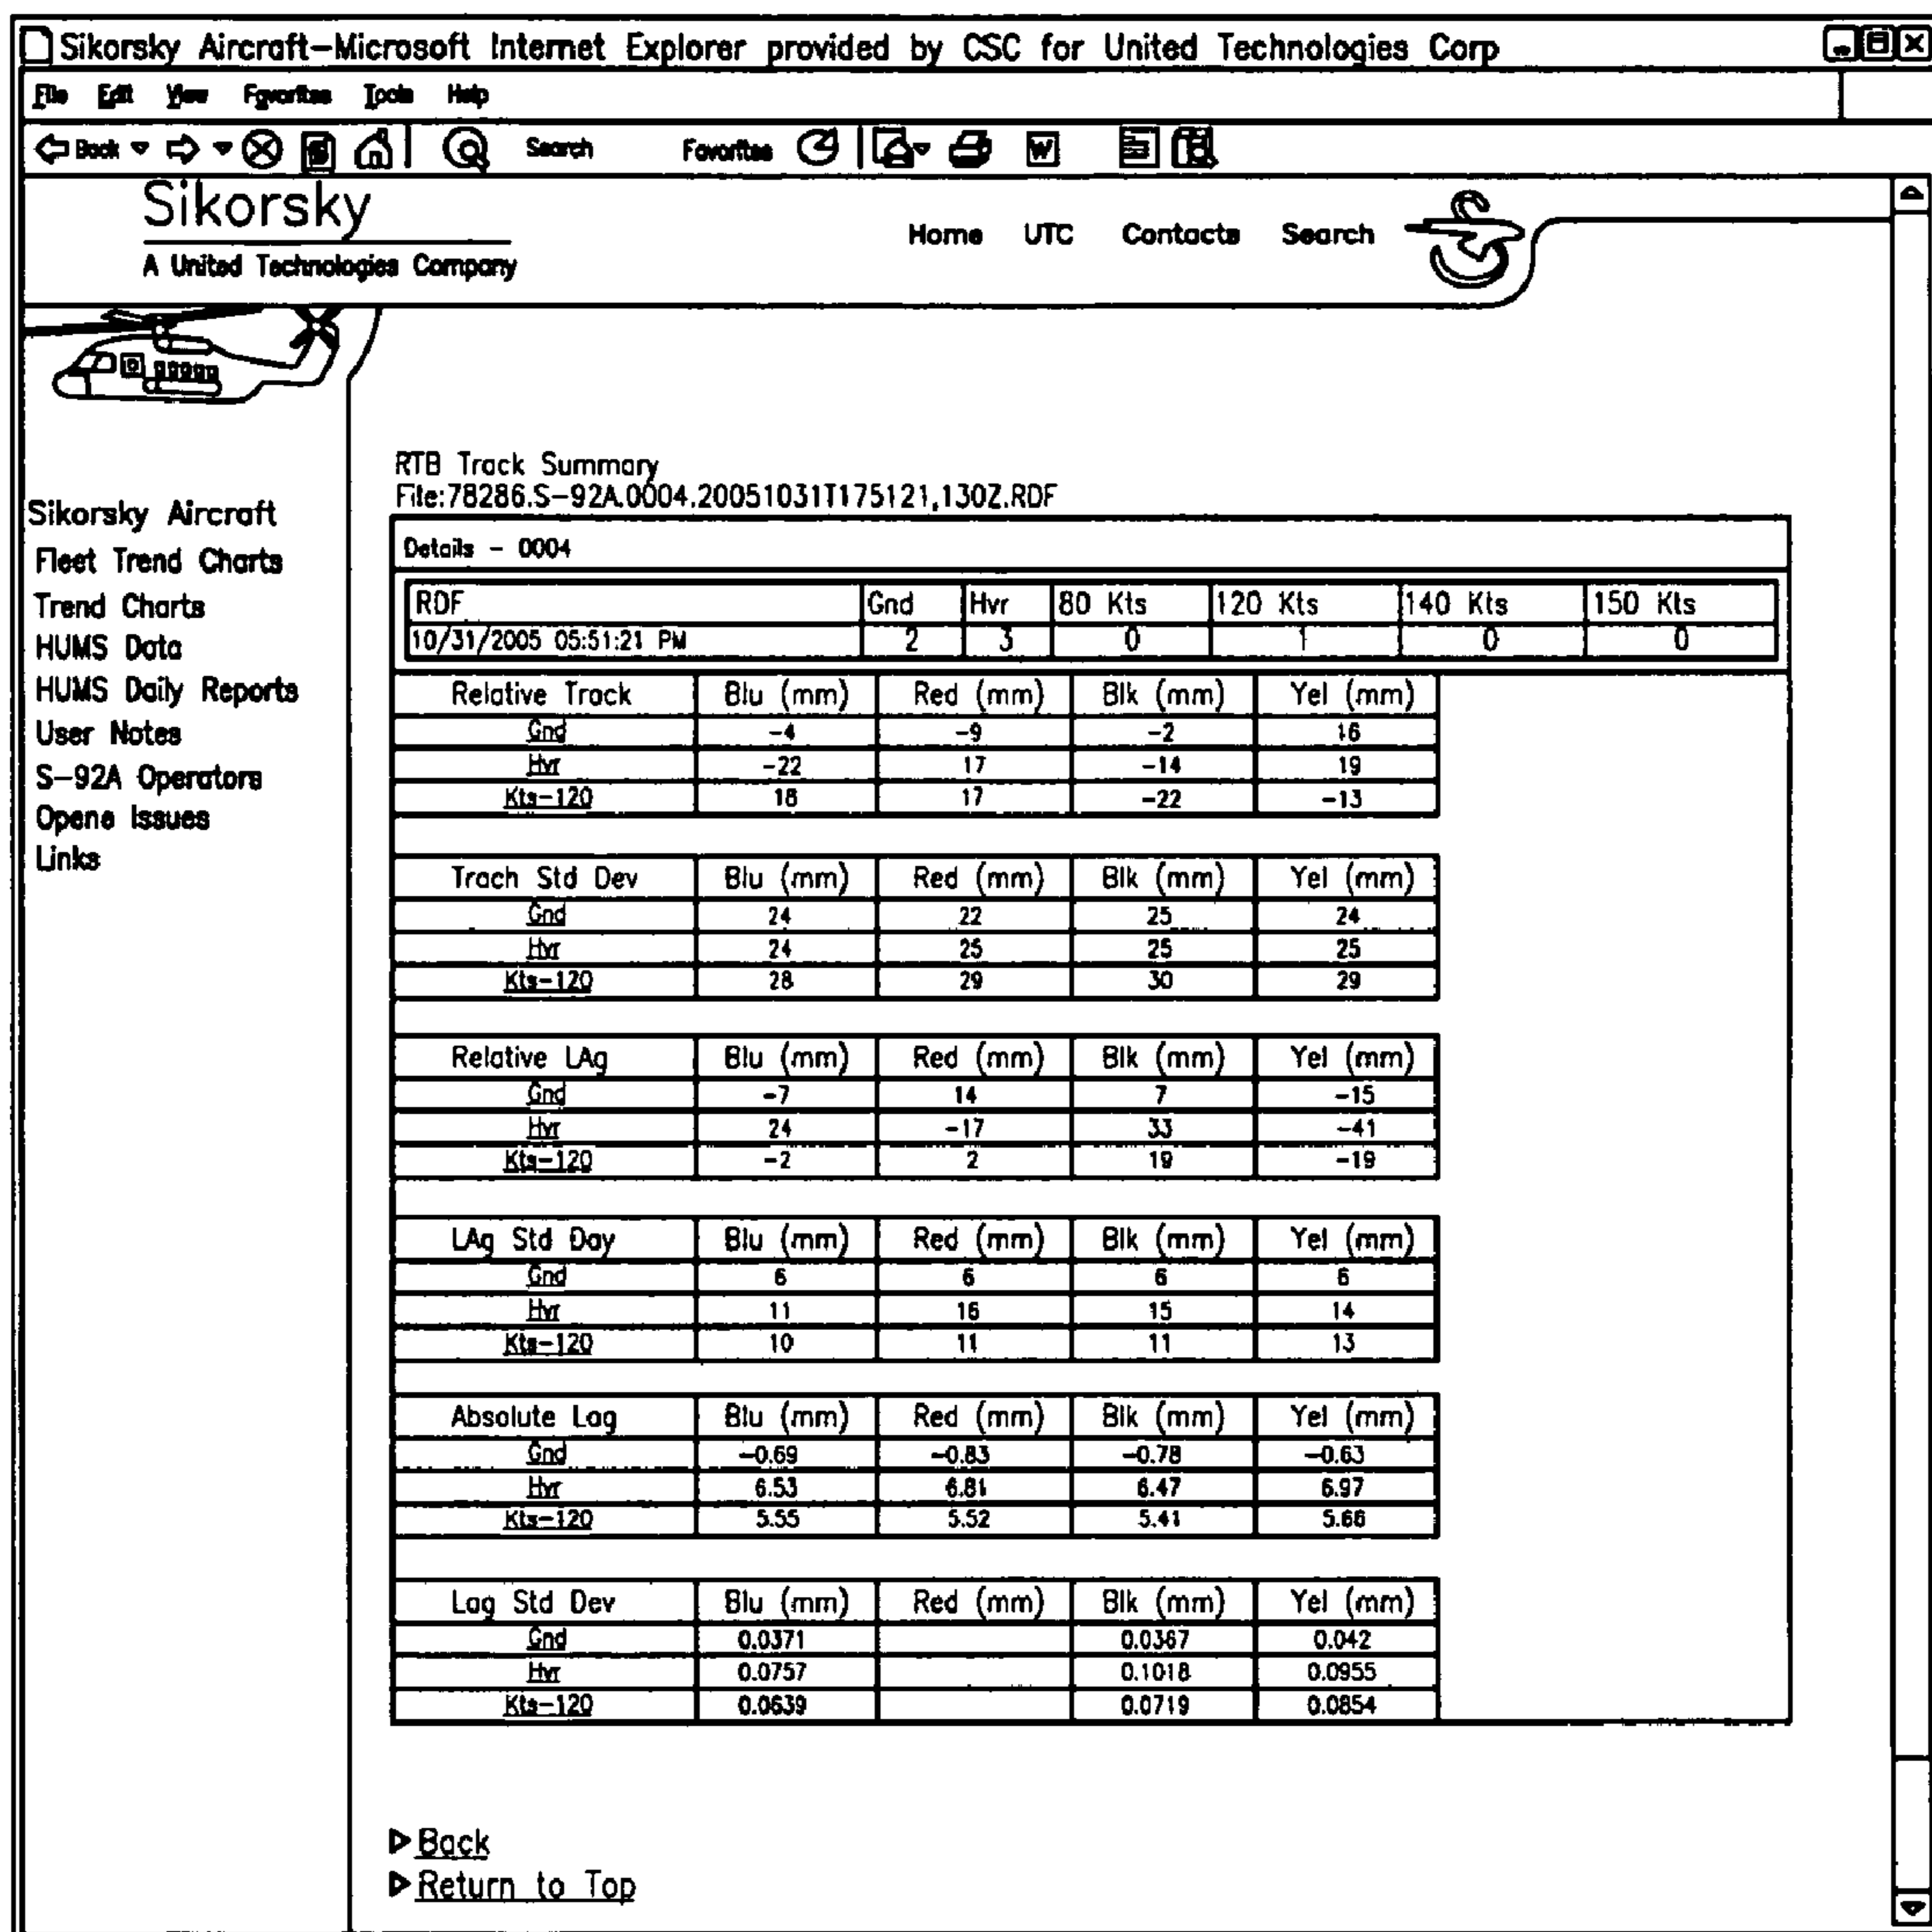 Sikorsky Aircraft-Microsoft Internet Explorer provided by CSC for United Technologies Corp
File Edit View Favorites Tools Help
Back Search Favorites W
Sikorsky
A United Technologies Company
Home UTC Contacts Search
Sikorsky Aircraft
Fleet Trend Charts
Trend Charts
HUMS Data
HUMS Daily Reports
User Notes
S-92A Operators
Opene Issues
Links
RTB Track Summary
File:78286.S-92A.0004.20051031T175121,130Z.RDF
Details - 0004
RDF Gnd Hvr 80 Kts 120 Kts 140 Kts 150 Kts
10/31/2005 05:51:21 PM 2 3 0 1 0 0
Relative Track Blu (mm) Red (mm) Blk (mm) Yel (mm)
Gnd -4 -9 -2 16
Hvr -22 17 -14 19
Kts-120 18 17 -22 -13
Trach Std Dev Blu (mm) Red (mm) Blk (mm) Yel (mm)
Gnd 24 22 25 24
Hvr 24 25 25 25
Kts-120 28 29 30 29
Relative LAg Blu (mm) Red (mm) Blk (mm) Yel (mm)
Gnd -7 14 7 -15
Hvr 24 -17 33 -41
Kts-120 -2 2 19 -19
LAg Std Day Blu (mm) Red (mm) Blk (mm) Yel (mm)
Gnd 6 6 6 6
Hvr 11 16 15 14
Kts-120 10 11 11 13
Absolute Lag Blu (mm) Red (mm) Blk (mm) Yel (mm)
Gnd -0.69 -0.83 -0.78 -0.63
Hvr 6.53 6.81 6.47 6.97
Kts-120 5.55 5.52 5.41 5.66
Lag Std Dev Blu (mm) Red (mm) Blk (mm) Yel (mm)
Gnd 0.0371 0.0367 0.042
Hvr 0.0757 0.1018 0.0955
Kts-120 0.0639 0.0719 0.0854
Back
Return to Top